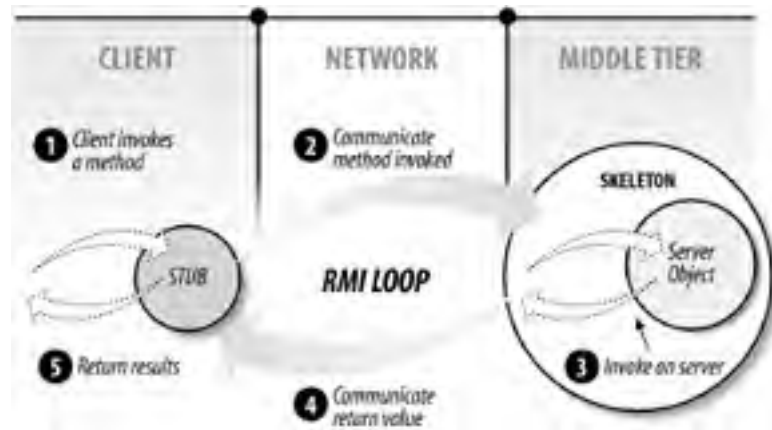 CLIENT
NETWORK
MIDDLE TIER
1 Client invokes
a method
2 Communicate
method invoked
SKELETON
STUB
RMI LOOP
Server
Object
5 Return results
3 Invoke on server
4 Communicate
return value